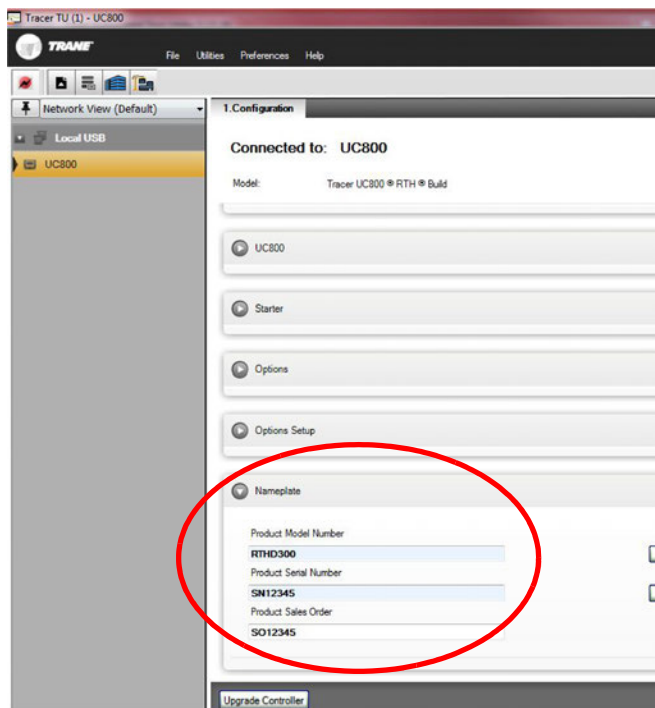 Tracer TU (1) - UC800
TRANE
File Utilities Preferences Help
Network View (Default)
1.Configuration
Local USB
UC800
Connected to: UC800
Model: Tracer UC800 ® RTH ® Build
UC800
Starter
Options
Options Setup
Nameplate
Product Model Number
RTHD300
Product Serial Number
SN12345
Product Sales Order
SO12345
Upgrade Controller